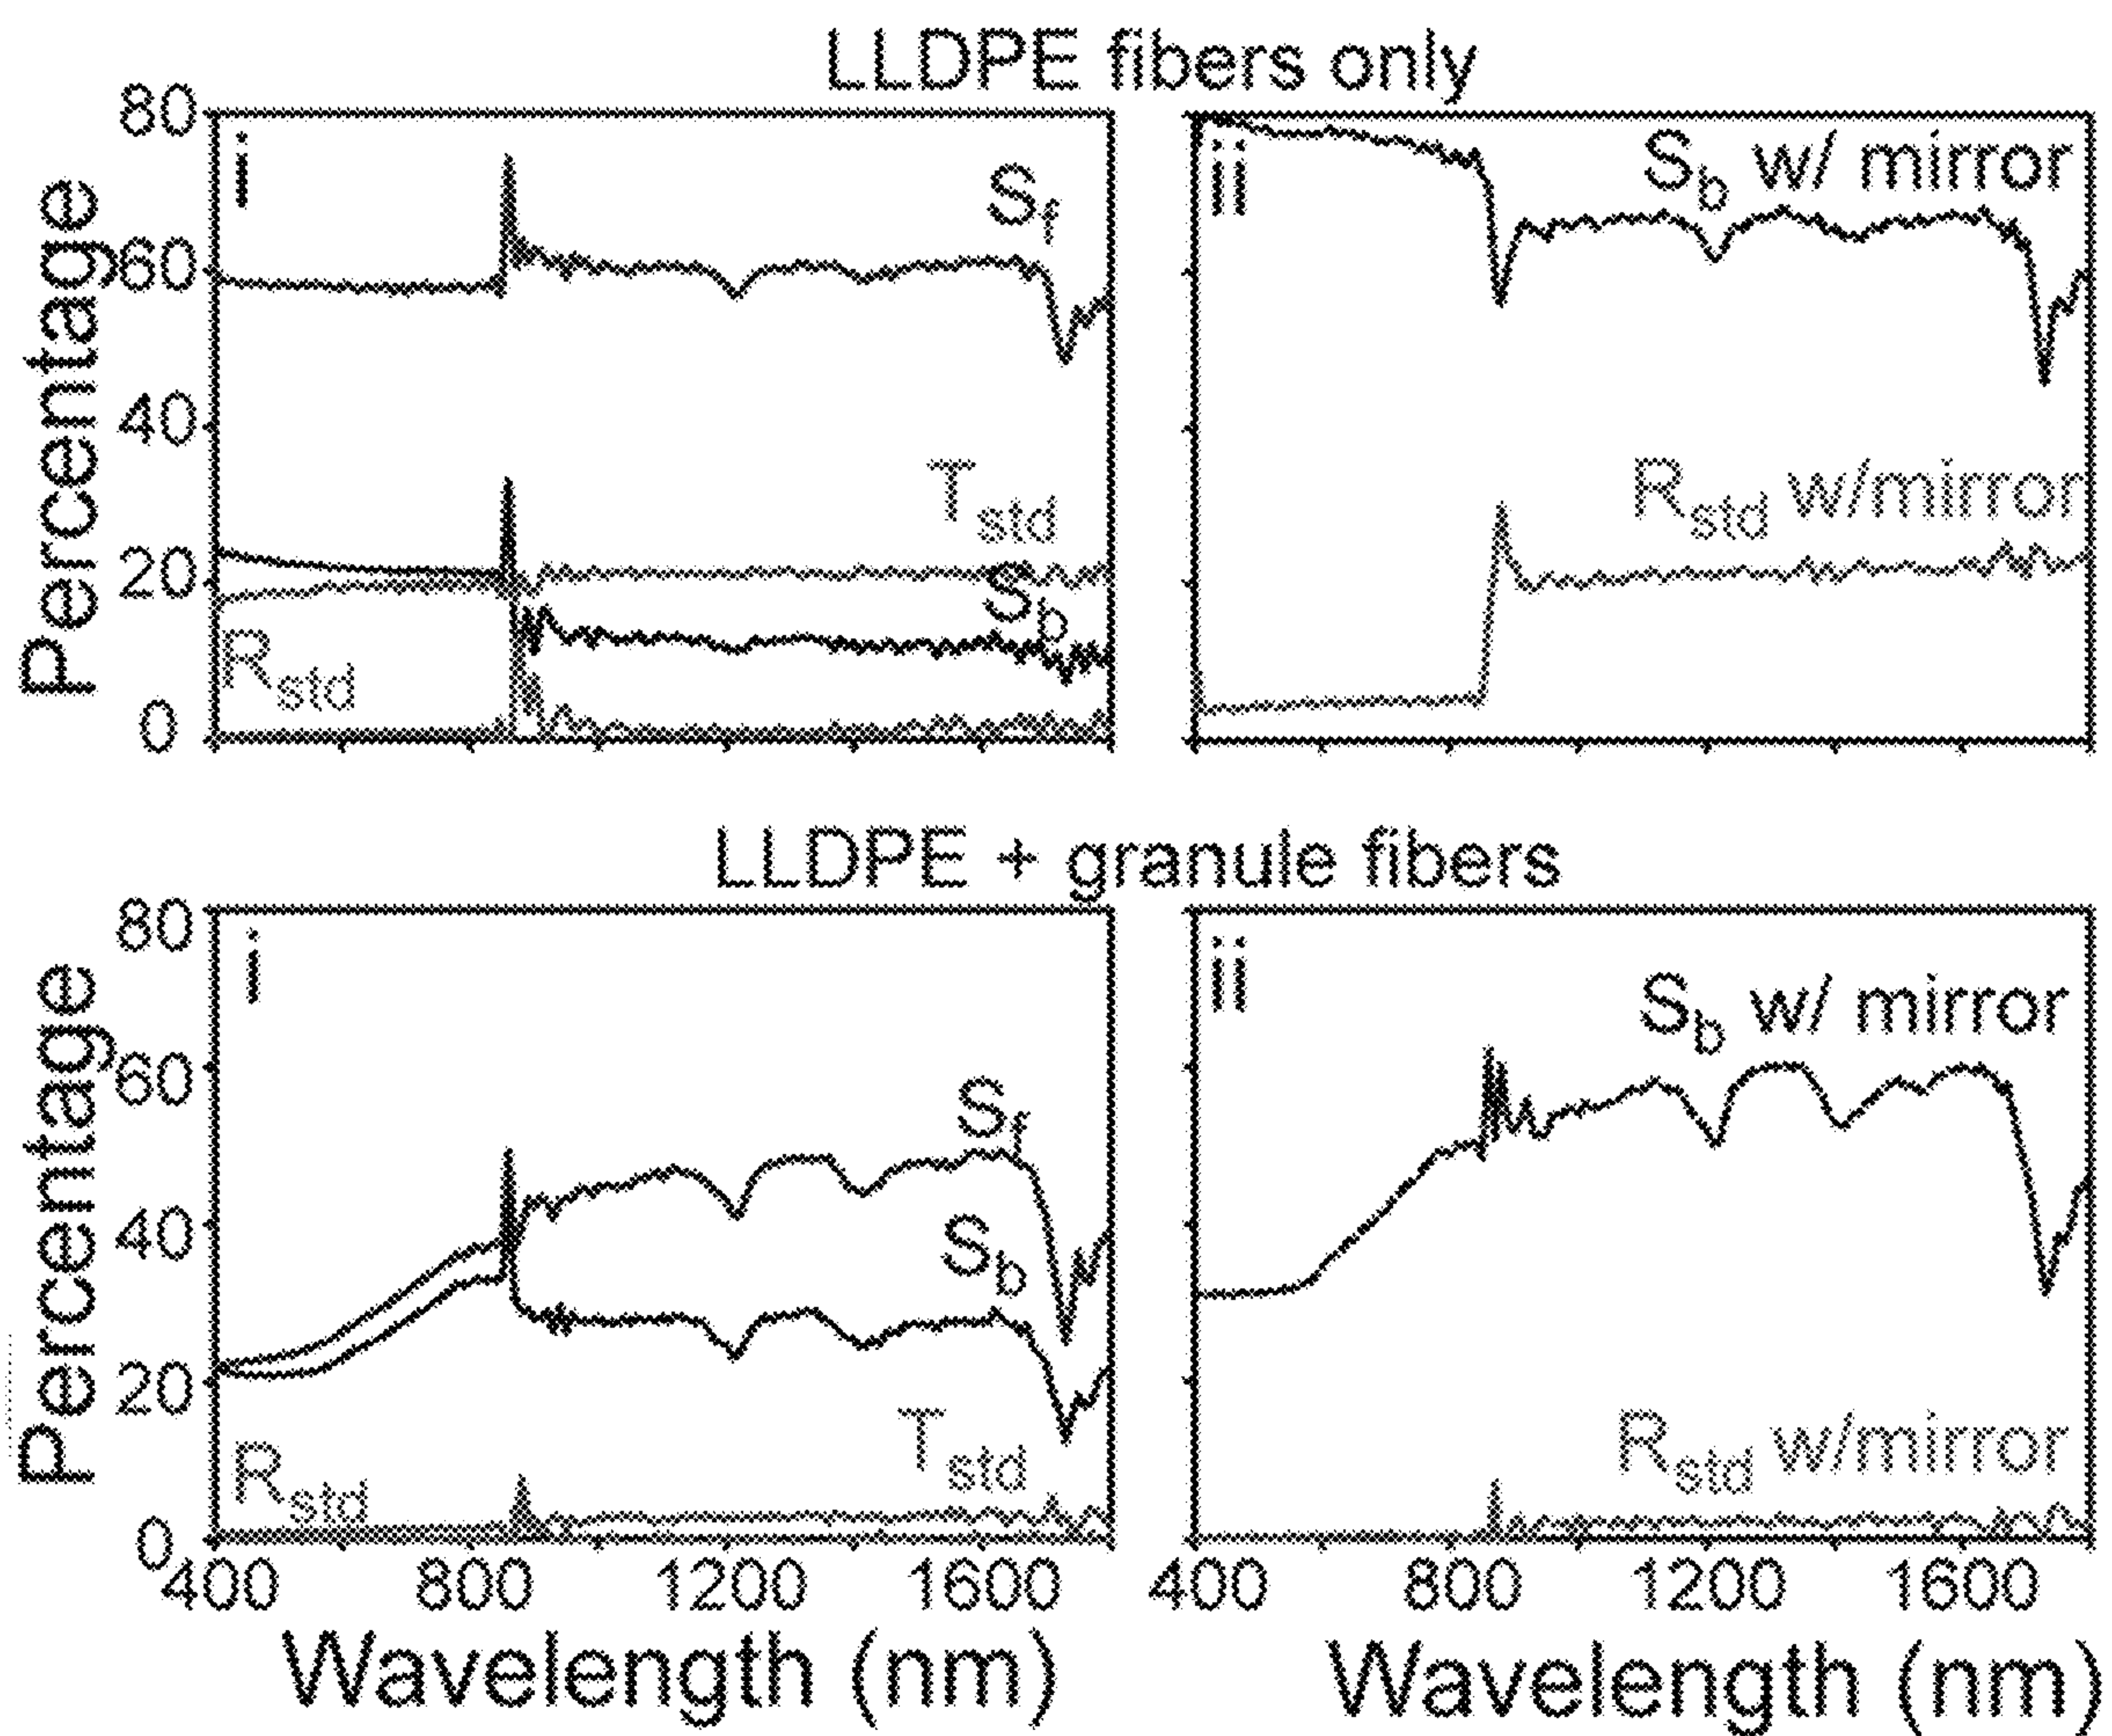 LLDPE fibers only
Percentage
80
60
40
20
0
i
S_f
T_std
S_b
R_std
ii
S_b w/ mirror
R_std w/mirror
LLDPE + granule fibers
Percentage
80
60
40
20
0
i
S_f
S_b
T_std
R_std
400 800 1200 1600
Wavelength (nm)
ii
S_b w/ mirror
R_std w/mirror
400 800 1200 1600
Wavelength (nm)